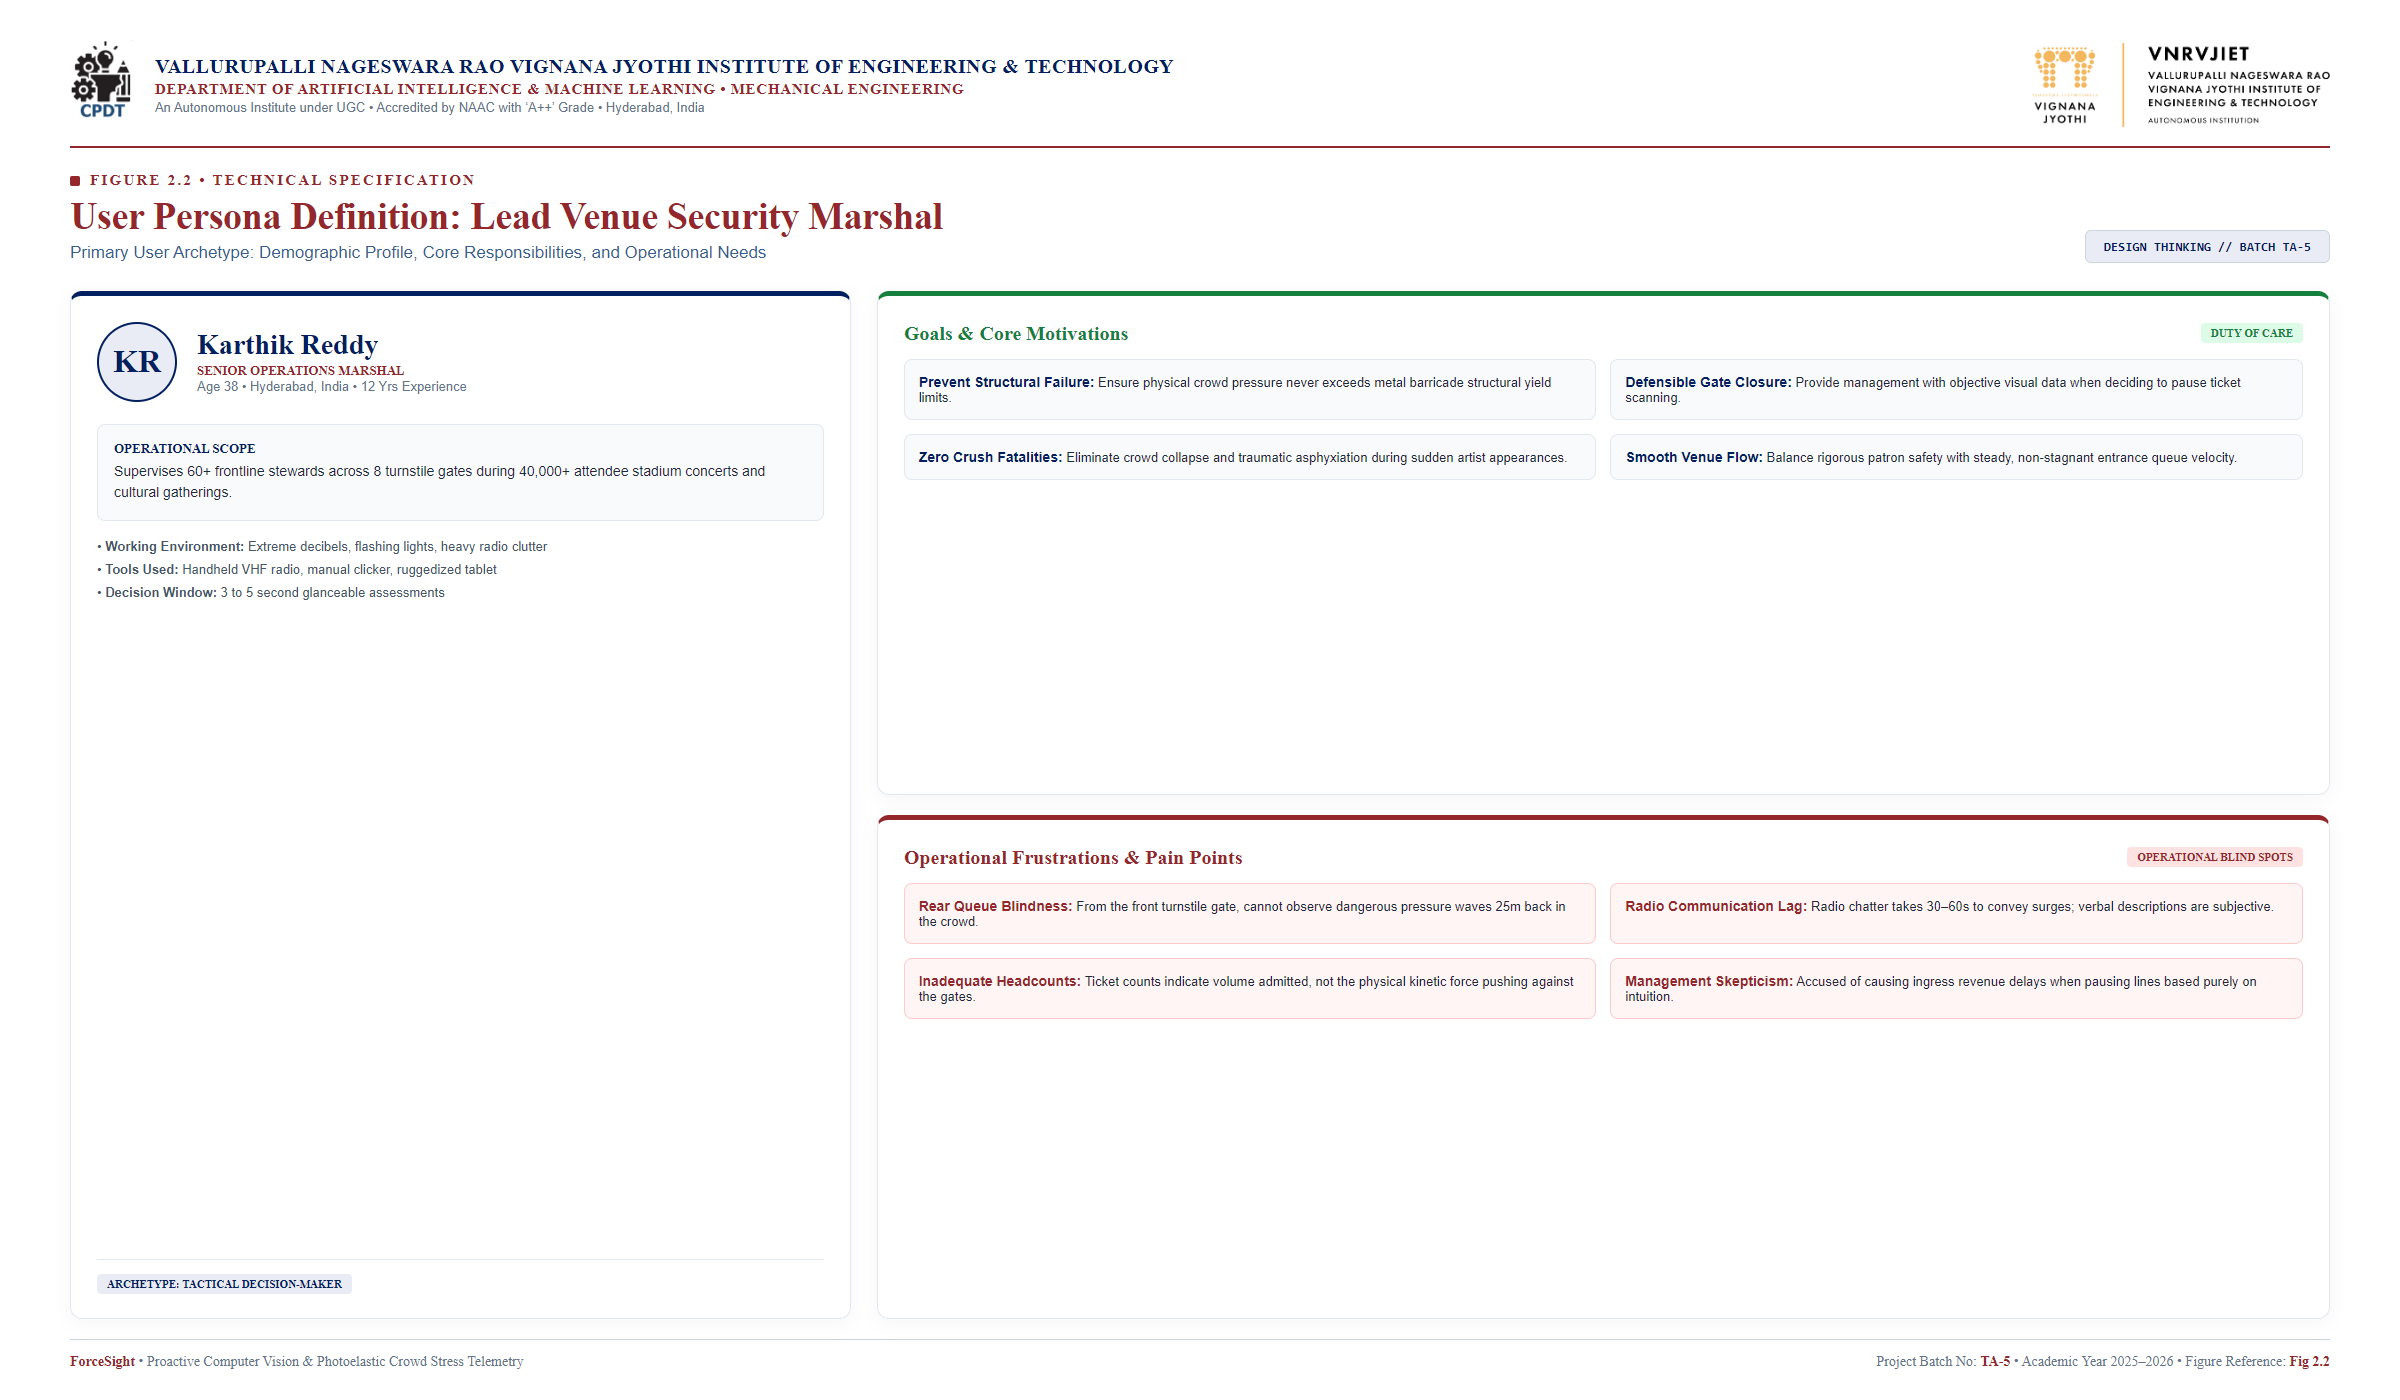 CPDT
VALLURUPALLI NAGESWARA RAO VIGNANA JYOTHI INSTITUTE OF ENGINEERING & TECHNOLOGY
DEPARTMENT OF ARTIFICIAL INTELLIGENCE & MACHINE LEARNING • MECHANICAL ENGINEERING
An Autonomous Institute under UGC • Accredited by NAAC with ‘A++’ Grade • Hyderabad, India
VIGNANA
JYOTHI
VNRVJIET
VALLURUPALLI NAGESWARA RAO
VIGNANA JYOTHI INSTITUTE OF
ENGINEERING & TECHNOLOGY
AUTONOMOUS INSTITUTION
FIGURE 2.2 • TECHNICAL SPECIFICATION
User Persona Definition: Lead Venue Security Marshal
Primary User Archetype: Demographic Profile, Core Responsibilities, and Operational Needs
DESIGN THINKING // BATCH TA-5
KR
Karthik Reddy
SENIOR OPERATIONS MARSHAL
Age 38 • Hyderabad, India • 12 Yrs Experience
OPERATIONAL SCOPE
Supervises 60+ frontline stewards across 8 turnstile gates during 40,000+ attendee stadium concerts and
cultural gatherings.
• Working Environment: Extreme decibels, flashing lights, heavy radio clutter
• Tools Used: Handheld VHF radio, manual clicker, ruggedized tablet
• Decision Window: 3 to 5 second glanceable assessments
ARCHETYPE: TACTICAL DECISION-MAKER
Goals & Core Motivations
DUTY OF CARE
Prevent Structural Failure: Ensure physical crowd pressure never exceeds metal barricade structural yield
limits.
Defensible Gate Closure: Provide management with objective visual data when deciding to pause ticket
scanning.
Zero Crush Fatalities: Eliminate crowd collapse and traumatic asphyxiation during sudden artist appearances.
Smooth Venue Flow: Balance rigorous patron safety with steady, non-stagnant entrance queue velocity.
Operational Frustrations & Pain Points
OPERATIONAL BLIND SPOTS
Rear Queue Blindness: From the front turnstile gate, cannot observe dangerous pressure waves 25m back in
the crowd.
Radio Communication Lag: Radio chatter takes 30–60s to convey surges; verbal descriptions are subjective.
Inadequate Headcounts: Ticket counts indicate volume admitted, not the physical kinetic force pushing against
the gates.
Management Skepticism: Accused of causing ingress revenue delays when pausing lines based purely on
intuition.
ForceSight • Proactive Computer Vision & Photoelastic Crowd Stress Telemetry
Project Batch No: TA-5 • Academic Year 2025–2026 • Figure Reference: Fig 2.2